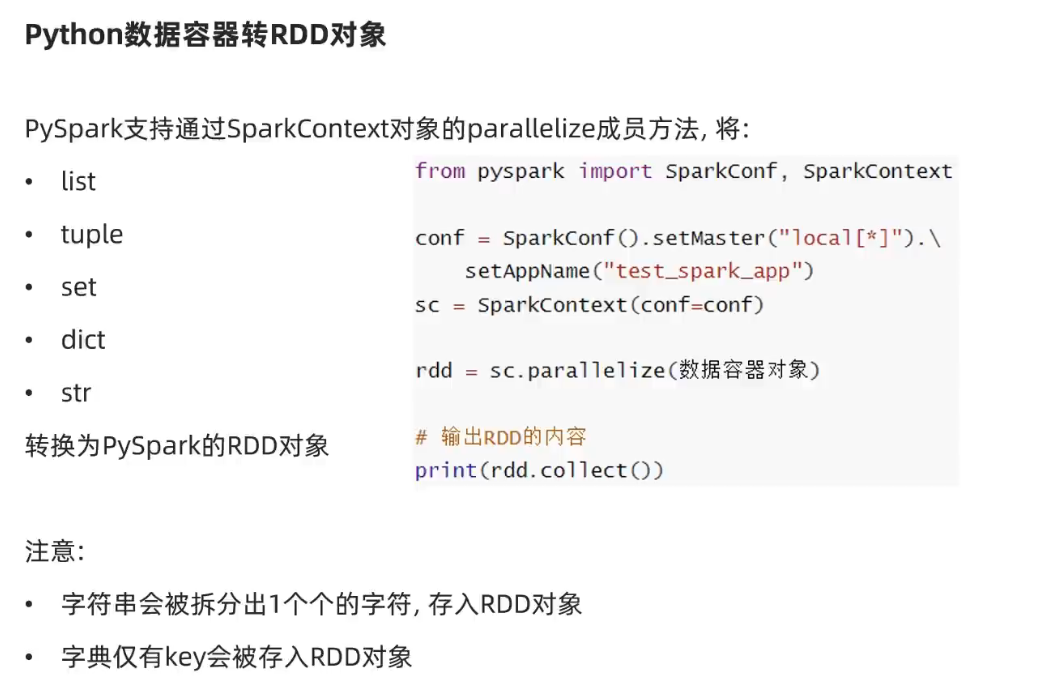 Python数据容器转RDD对象
PySpark支持通过SparkContext对象的parallelize成员方法, 将:
• list
• tuple
• set
• dict
• str
转换为PySpark的RDD对象
from pyspark import SparkConf, SparkContext
conf = SparkConf().setMaster("local[*]").\
    setAppName("test_spark_app")
sc = SparkContext(conf=conf)
rdd = sc.parallelize(数据容器对象)
# 输出RDD的内容
print(rdd.collect())
注意:
• 字符串会被拆分出1个个的字符, 存入RDD对象
• 字典仅有key会被存入RDD对象